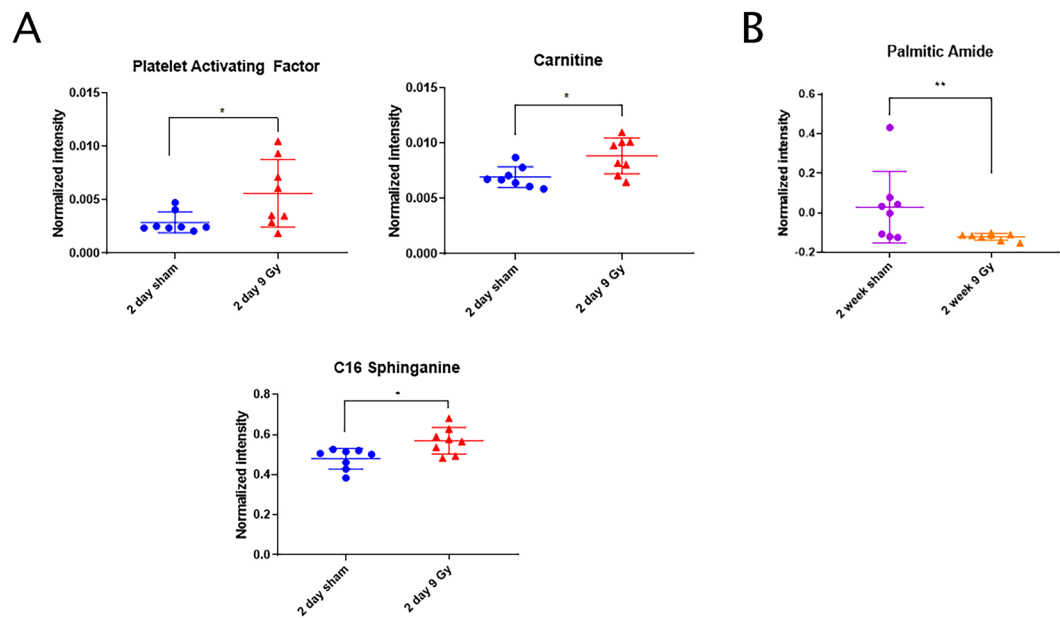 A
B
Platelet Activating Factor
Normalized intensity
0.015
0.010
0.005
0.000
*
2 day sham
2 day 9 Gy
Carnitine
Normalized intensity
0.015
0.010
0.005
0.000
*
2 day sham
2 day 9 Gy
Palmitic Amide
Normalized intensity
0.6
0.4
0.2
0.0
-0.2
**
2 week sham
2 week 9 Gy
C16 Sphinganine
Normalized intensity
0.8
0.6
0.4
0.2
0.0
*
2 day sham
2 day 9 Gy